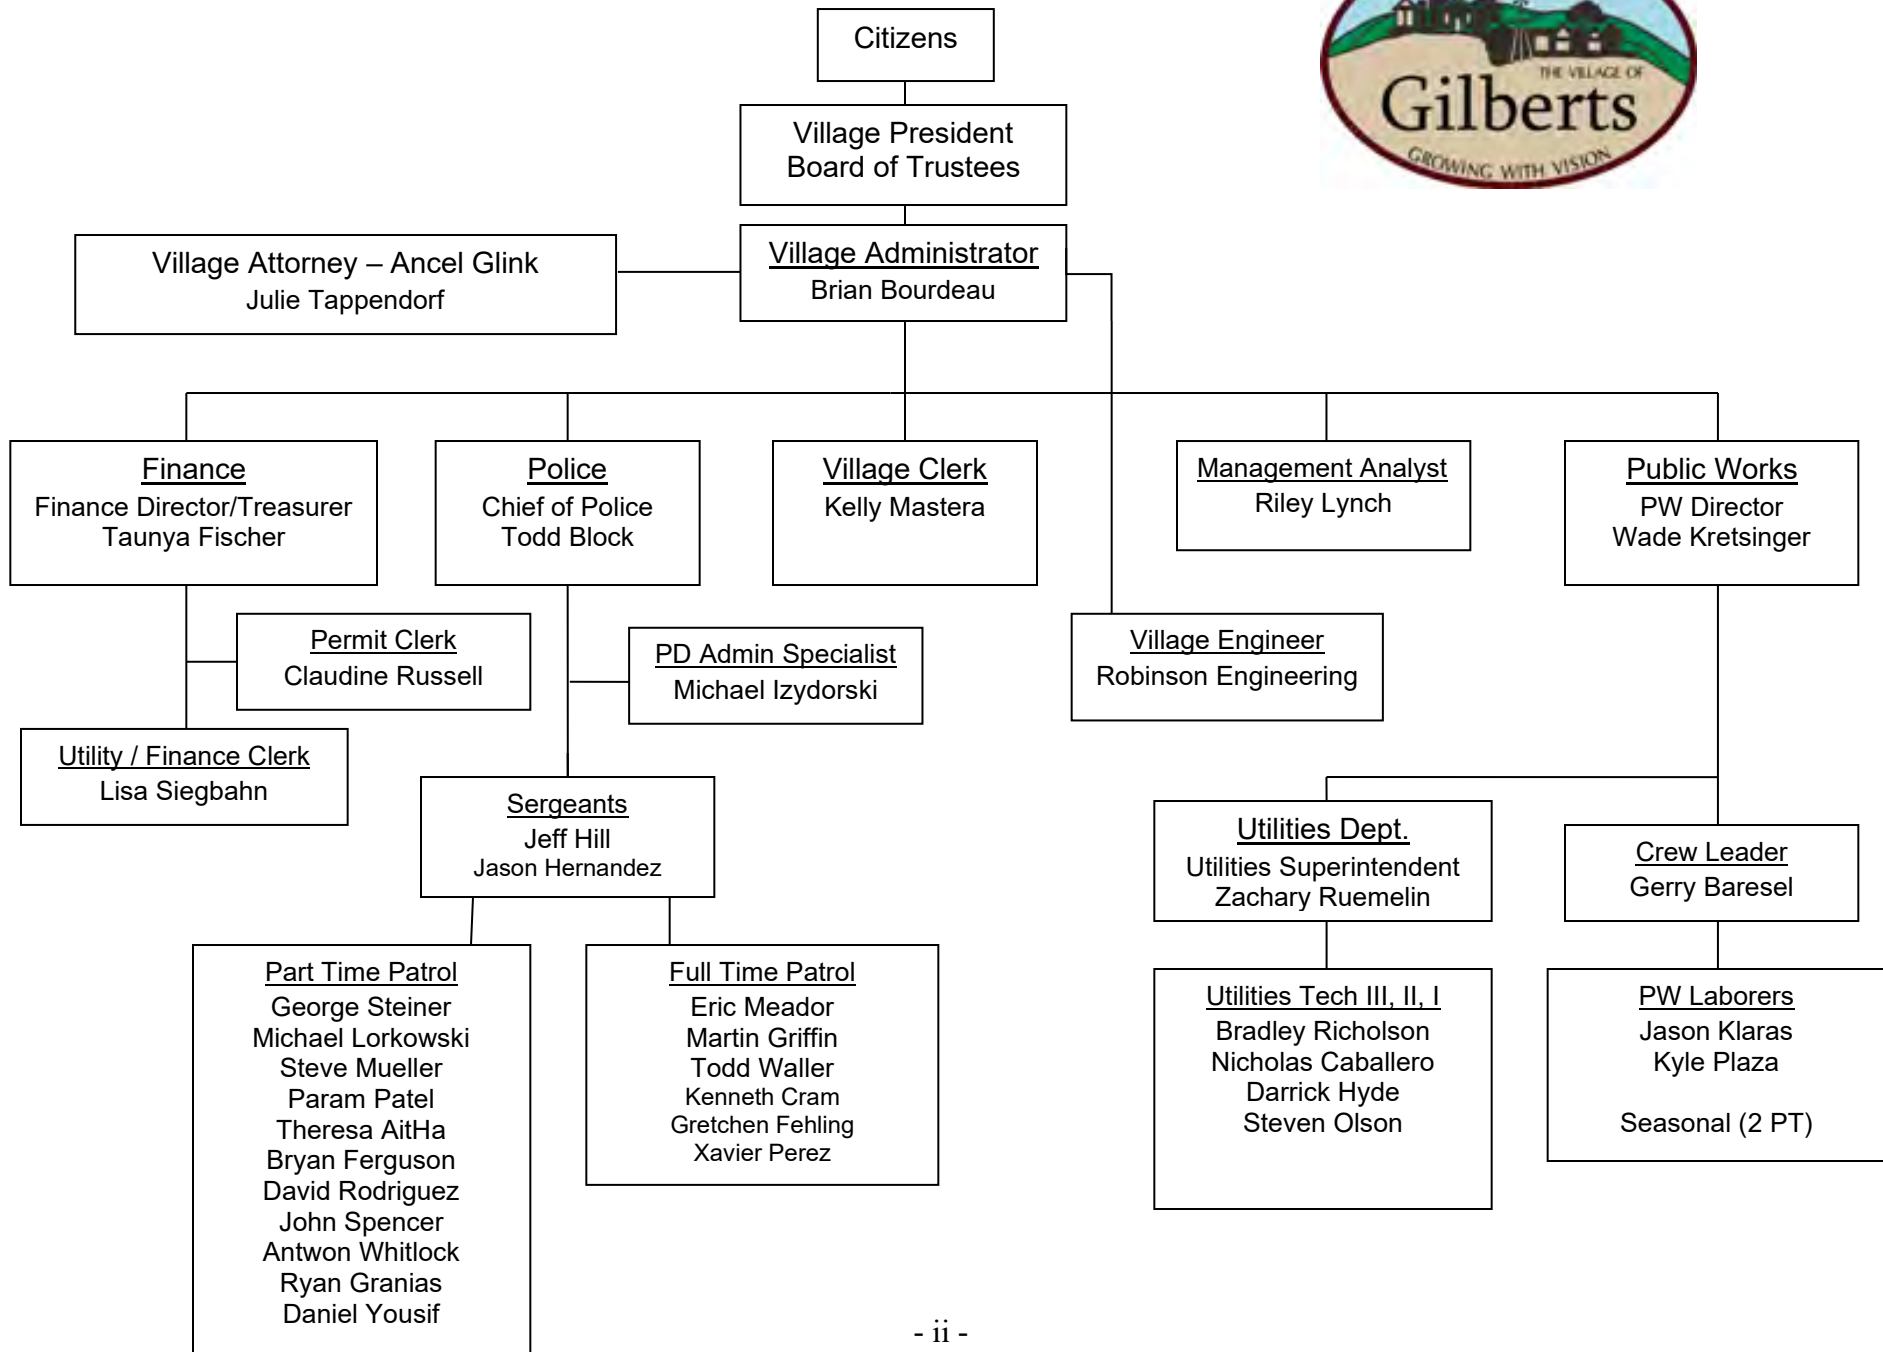 Citizens
THE VILLAGE OF
Gilberts
GROWING WITH VISION
Village President
Board of Trustees
Village Attorney – Ancel Glink
Julie Tappendorf
Village Administrator
Brian Bourdeau
Finance
Finance Director/Treasurer
Taunya Fischer
Police
Chief of Police
Todd Block
Village Clerk
Kelly Mastera
Management Analyst
Riley Lynch
Public Works
PW Director
Wade Kretsinger
Permit Clerk
Claudine Russell
PD Admin Specialist
Michael Izydorski
Village Engineer
Robinson Engineering
Utility / Finance Clerk
Lisa Siegbahn
Sergeants
Jeff Hill
Jason Hernandez
Utilities Dept.
Utilities Superintendent
Zachary Ruemelin
Crew Leader
Gerry Baresel
Part Time Patrol
George Steiner
Michael Lorkowski
Steve Mueller
Param Patel
Theresa AitHa
Bryan Ferguson
David Rodriguez
John Spencer
Antwon Whitlock
Ryan Granias
Daniel Yousif
Full Time Patrol
Eric Meador
Martin Griffin
Todd Waller
Kenneth Cram
Gretchen Fehling
Xavier Perez
Utilities Tech III, II, I
Bradley Richolson
Nicholas Caballero
Darrick Hyde
Steven Olson
PW Laborers
Jason Klaras
Kyle Plaza
Seasonal (2 PT)
- ii -